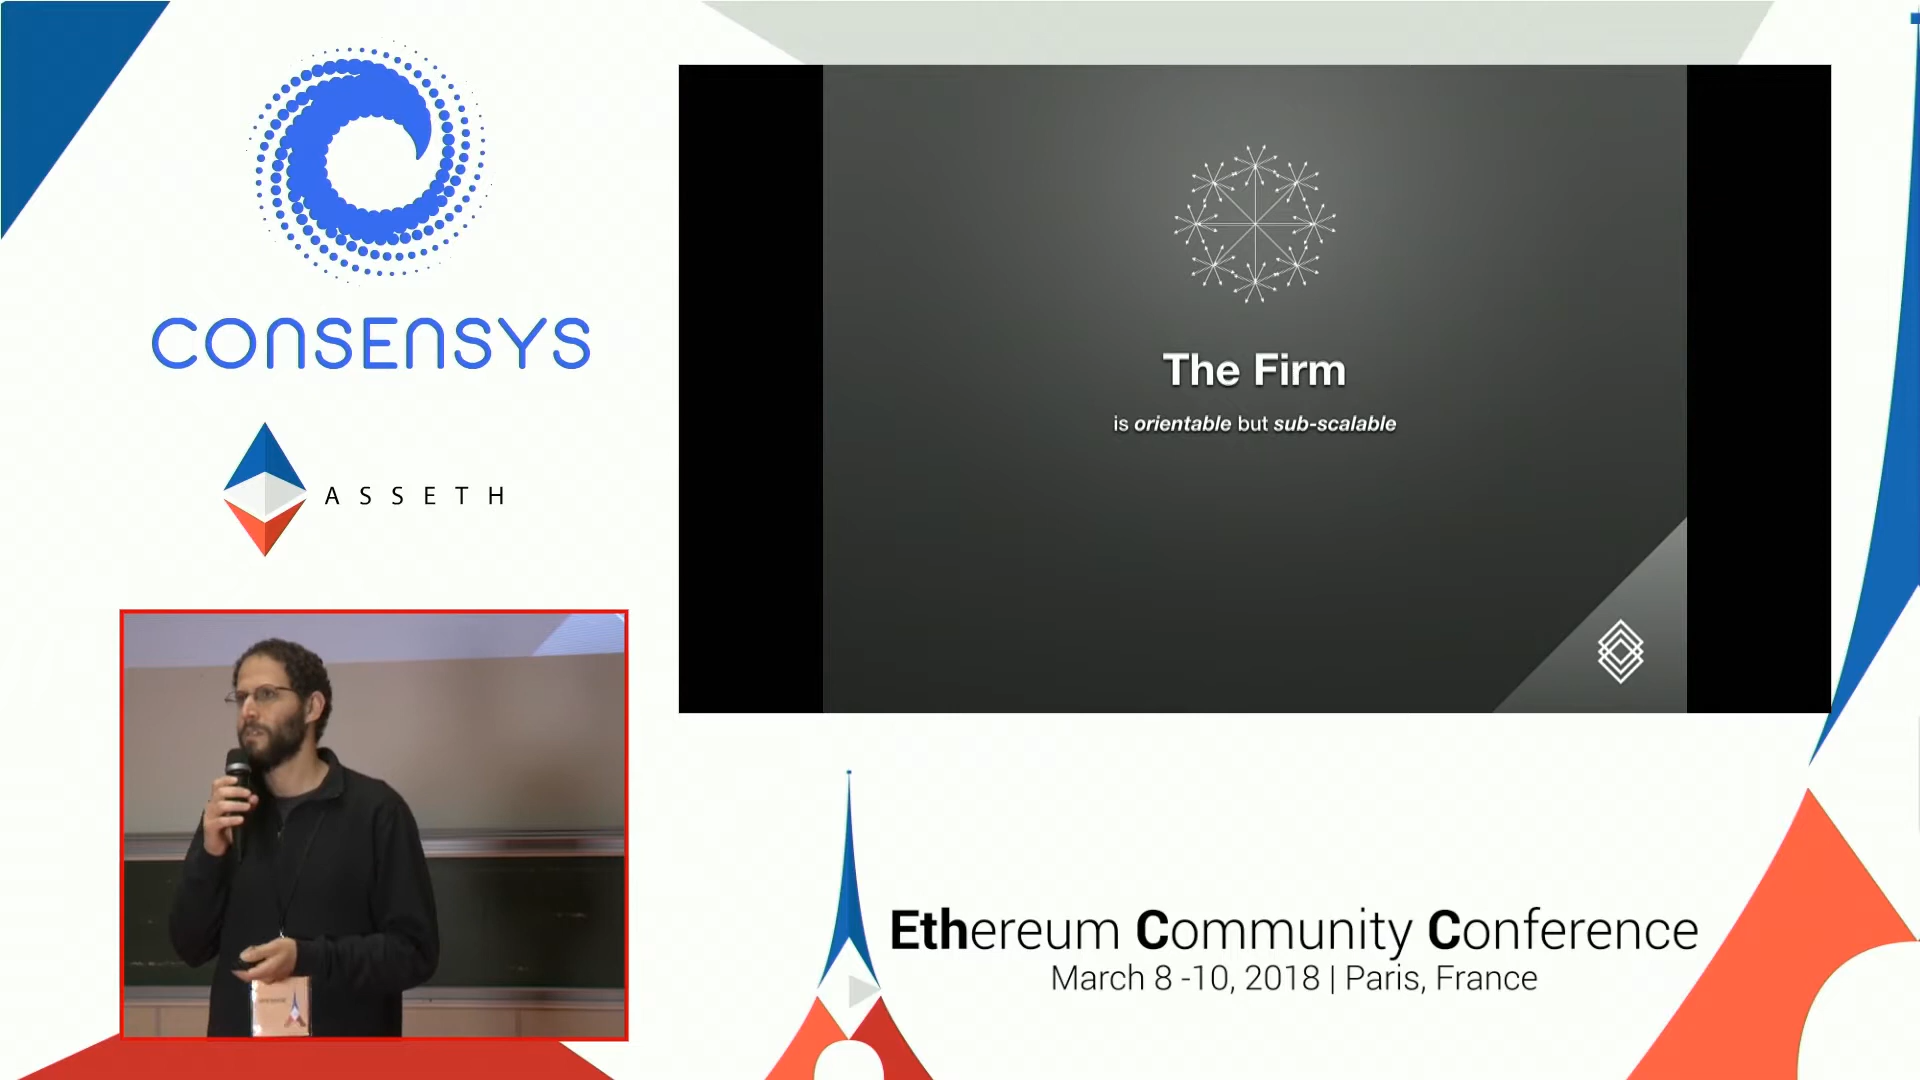 CONSENSYS
ASSETH
The Firm
is orientable but sub-scalable
Ethereum Community Conference
March 8 -10, 2018 | Paris, France